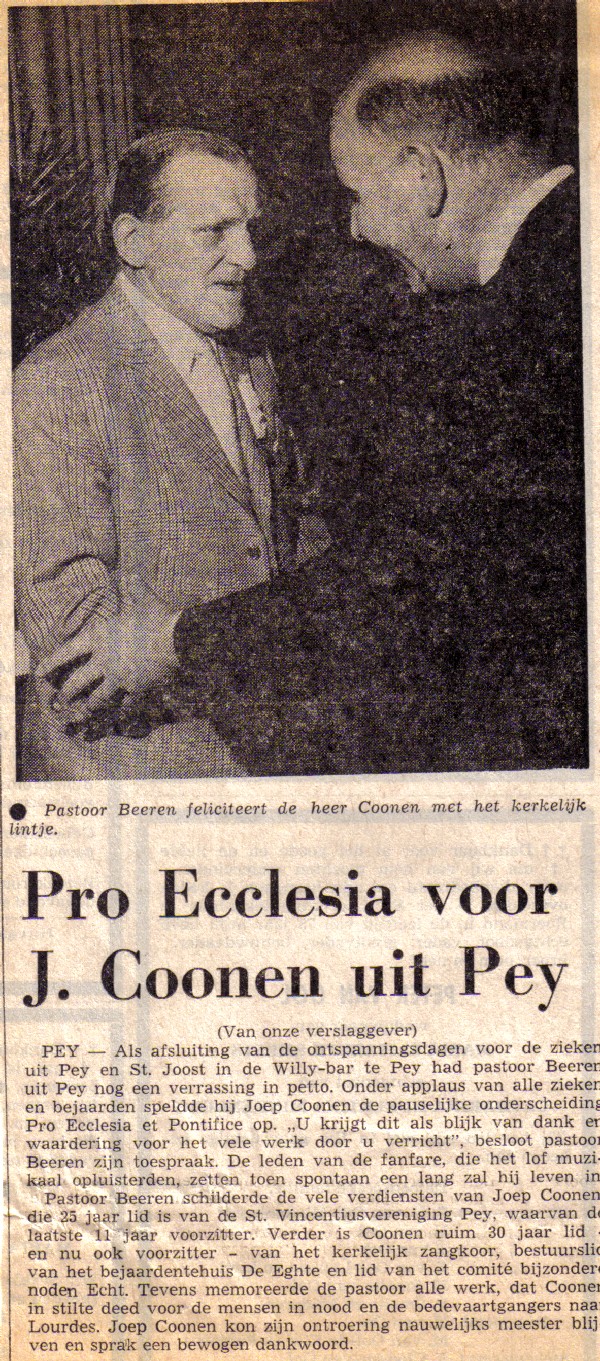 ● Pastoor Beeren feliciteert de heer Coonen met het kerkelijk
lintje.
Pro Ecclesia voor
J. Coonen uit Pey
(Van onze verslaggever)
PEY — Als afsluiting van de ontspanningsdagen voor de zieken
uit Pey en St. Joost in de Willy-bar te Pey had pastoor Beeren
uit Pey nog een verrassing in petto. Onder applaus van alle zieken
en bejaarden speldde hij Joep Coonen de pauselijke onderscheiding
Pro Ecclesia et Pontifice op. „U krijgt dit als blijk van dank en
waardering voor het vele werk door u verricht”, besloot pastoor
Beeren zijn toespraak. De leden van de fanfare, die het lof muzi-
kaal opluisterden, zetten toen spontaan een lang zal hij leven in.
Pastoor Beeren schilderde de vele verdiensten van Joep Coonen
die 25 jaar lid is van de St. Vincentiusvereniging Pey, waarvan de
laatste 11 jaar voorzitter. Verder is Coonen ruim 30 jaar lid -
en nu ook voorzitter - van het kerkelijk zangkoor, bestuurslid
van het bejaardentehuis De Eghte en lid van het comité bijzondere
noden Echt. Tevens memoreerde de pastoor alle werk, dat Coonen
in stilte deed voor de mensen in nood en de bedevaartgangers naar
Lourdes. Joep Coonen kon zijn ontroering nauwelijks meester blij-
ven en sprak een bewogen dankwoord.